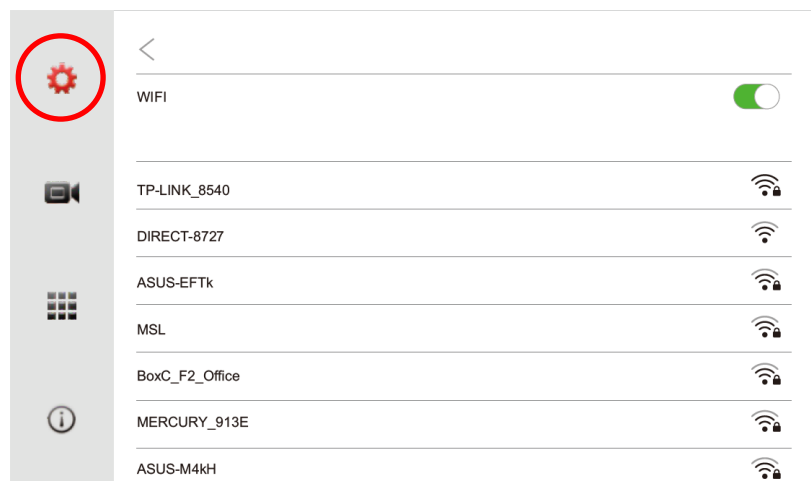 WIFI
TP-LINK_8540
DIRECT-8727
ASUS-EFTk
MSL
BoxC_F2_Office
MERCURY_913E
ASUS-M4kH